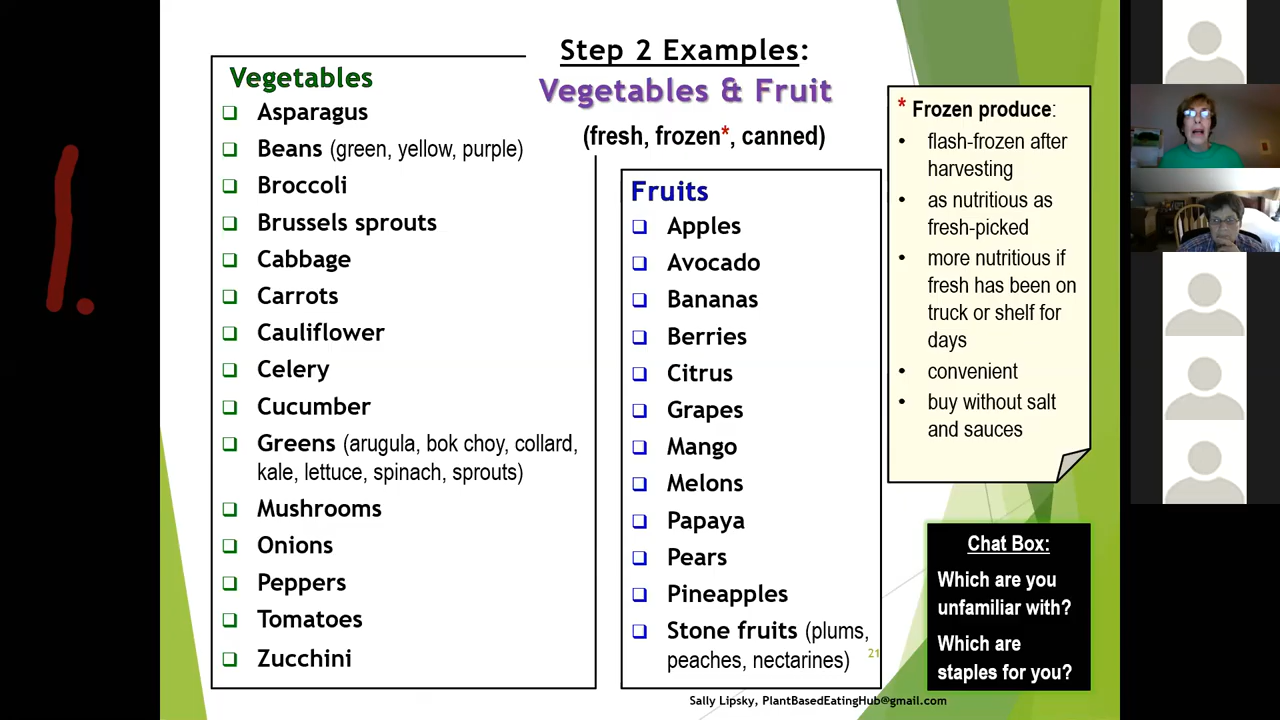 1.
Step 2 Examples:
Vegetables & Fruit
(fresh, frozen*, canned)
Vegetables
Asparagus
Beans (green, yellow, purple)
Broccoli
Brussels sprouts
Cabbage
Carrots
Cauliflower
Celery
Cucumber
Greens (arugula, bok choy, collard,
kale, lettuce, spinach, sprouts)
Mushrooms
Onions
Peppers
Tomatoes
Zucchini
Fruits
Apples
Avocado
Bananas
Berries
Citrus
Grapes
Mango
Melons
Papaya
Pears
Pineapples
Stone fruits (plums,
peaches, nectarines)
* Frozen produce:
• flash-frozen after
harvesting
• as nutritious as
fresh-picked
• more nutritious if
fresh has been on
truck or shelf for
days
• convenient
• buy without salt
and sauces
Chat Box:
Which are you
unfamiliar with?
Which are
staples for you?
21
Sally Lipsky, PlantBasedEatingHub@gmail.com